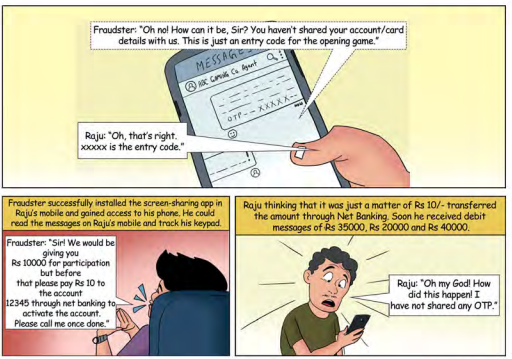 Fraudster: "Oh no! How can it be, Sir? You haven't shared your account/card
details with us. This is just an entry code for the opening game."
MESSAGES
ABC GAMING Co. Agent
OTP -- XXXXX--
Raju: "Oh, that's right.
xxxxx is the entry code."
Fraudster successfully installed the screen-sharing app in
Raju's mobile and gained access to his phone. He could
read the messages on Raju's mobile and track his keypad.
Fraudster: "Sir! We would be
giving you
Rs 10000 for participation
but before
that please pay Rs 10 to
the account
12345 through net banking to
activate the account.
Please call me once done."
Raju thinking that it was just a matter of Rs 10/- transferred
the amount through Net Banking. Soon he received debit
messages of Rs 35000, Rs 20000 and Rs 40000.
Raju: "Oh my God! How
did this happen! I
have not shared any OTP."